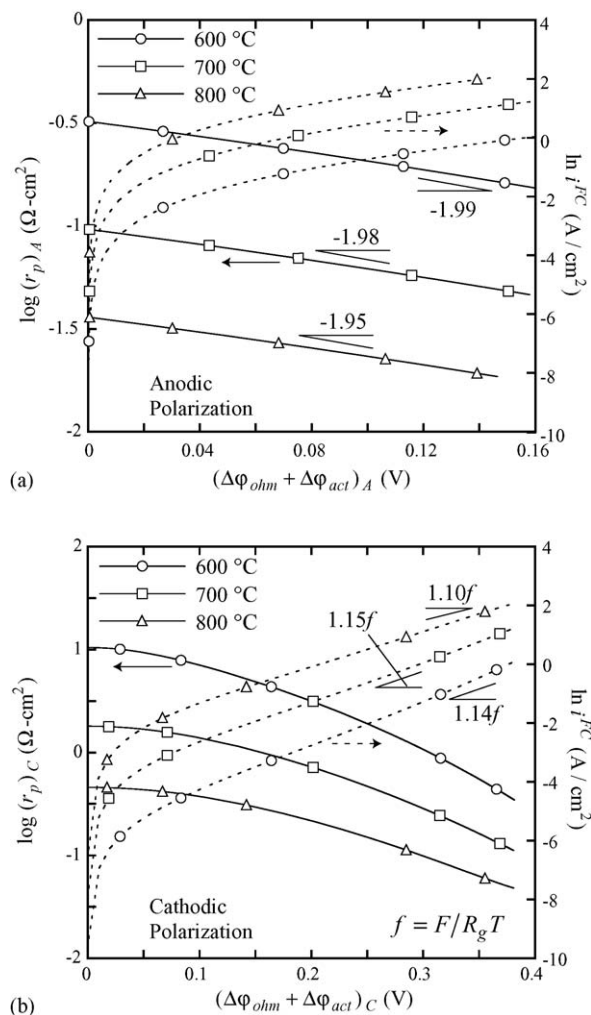 600 °C
700 °C
800 °C
-0.5
-1
-1.5
-2
log (r_p)_A (Ω-cm²)
4
2
0
-2
-4
-6
-8
-10
ln i^FC (A / cm²)
-1.99
-1.98
-1.95
Anodic
Polarization
0 0.04 0.08 0.12 0.16
(a) (Δφ_ohm + Δφ_act)_A (V)
600 °C
700 °C
800 °C
2
1
0
-1
-2
log (r_p)_C (Ω-cm²)
4
2
0
-2
-4
-6
-8
-10
ln i^FC (A / cm²)
1.10f
1.15f
1.14f
Cathodic
Polarization
f = F/R_gT
0 0.1 0.2 0.3 0.4
(b) (Δφ_ohm + Δφ_act)_C (V)